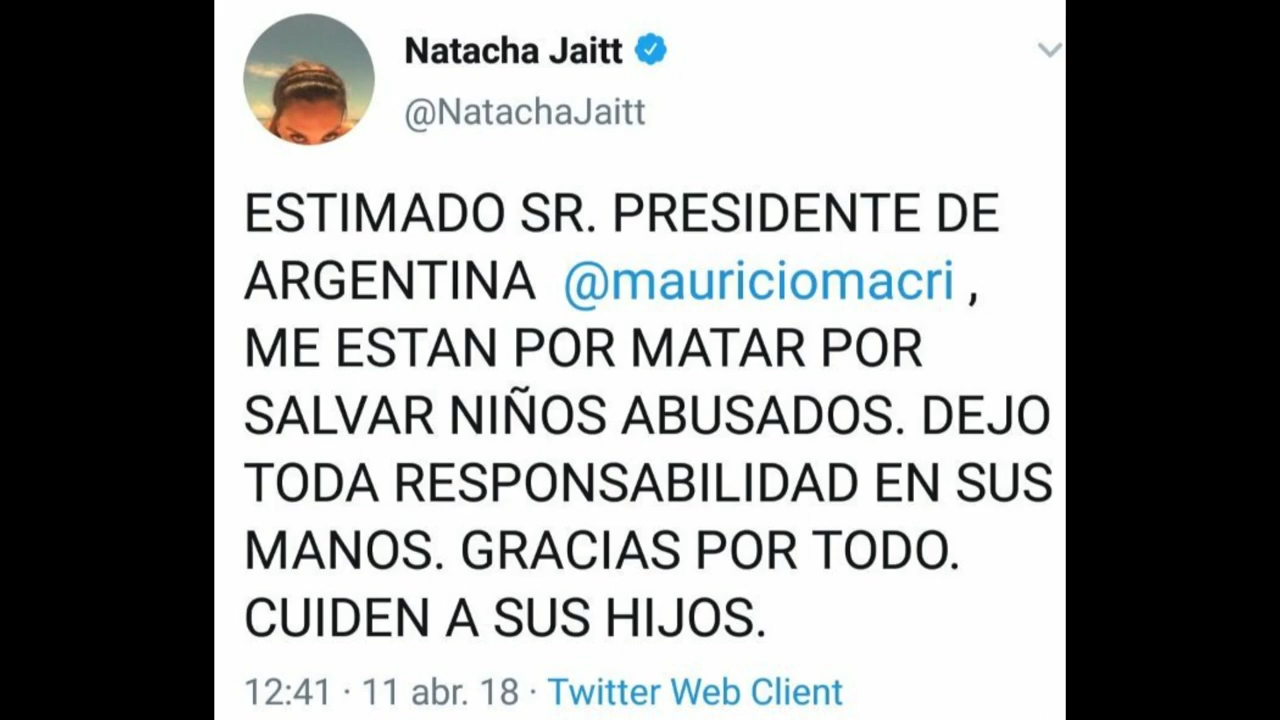 Natacha Jaitt
@NatachaJaitt
ESTIMADO SR. PRESIDENTE DE
ARGENTINA @mauriciomacri ,
ME ESTAN POR MATAR POR
SALVAR NIÑOS ABUSADOS. DEJO
TODA RESPONSABILIDAD EN SUS
MANOS. GRACIAS POR TODO.
CUIDEN A SUS HIJOS.
12:41 · 11 abr. 18 · Twitter Web Client